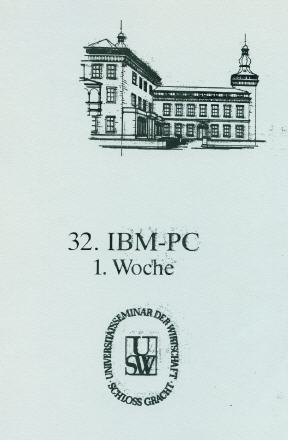 32. IBM-PC
1. Woche
· UNIVERSITÄTSSEMINAR DER WIRTSCHAFT ·
SCHLOSS GRACHT
USW